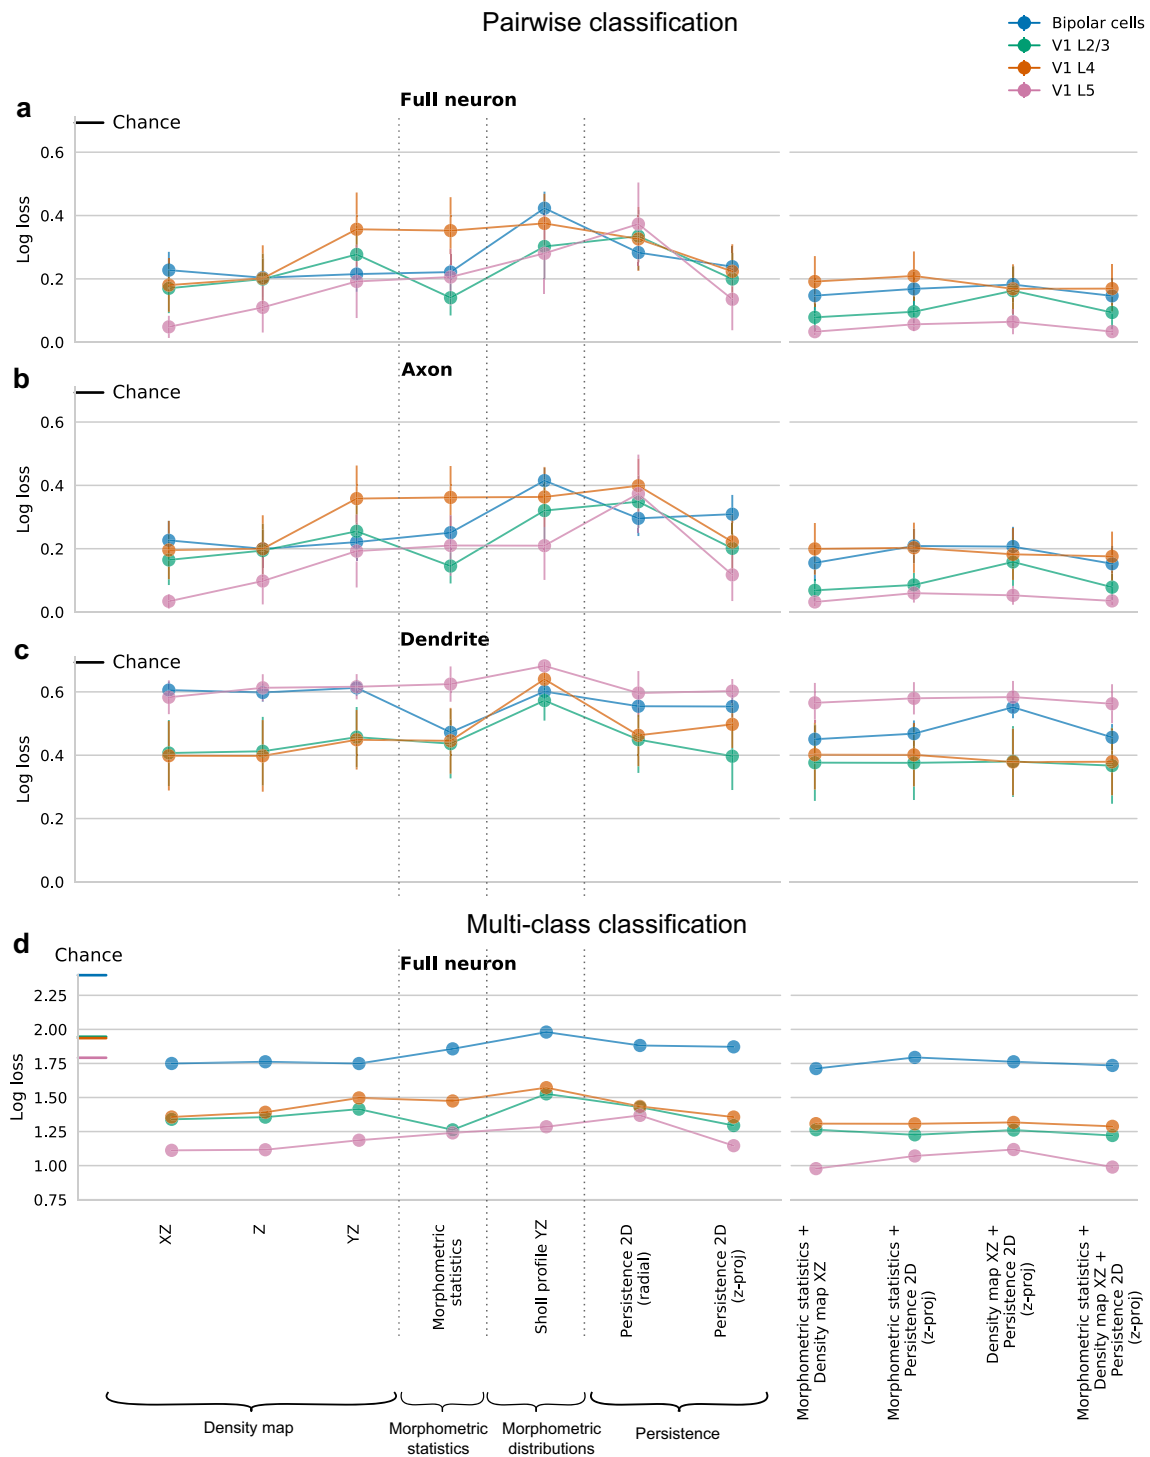 Pairwise classification
Bipolar cells
V1 L2/3
V1 L4
V1 L5
a
Full neuron
Chance
0.6
0.4
0.2
0.0
Log loss
b
Axon
Chance
0.6
0.4
0.2
0.0
Log loss
c
Dendrite
Chance
0.6
0.4
0.2
0.0
Log loss
Multi-class classification
d
Chance
Full neuron
2.25
2.00
1.75
1.50
1.25
1.00
0.75
Log loss
XZ
Z
YZ
Morphometric
statistics
Sholl profile YZ
Persistence 2D
(radial)
Persistence 2D
(z-proj)
Morphometric statistics +
Density map XZ
Morphometric statistics +
Persistence 2D
(z-proj)
Density map XZ +
Persistence 2D
(z-proj)
Morphometric statistics +
Density map XZ +
Persistence 2D
(z-proj)
Density map
Morphometric
statistics
Morphometric
distributions
Persistence